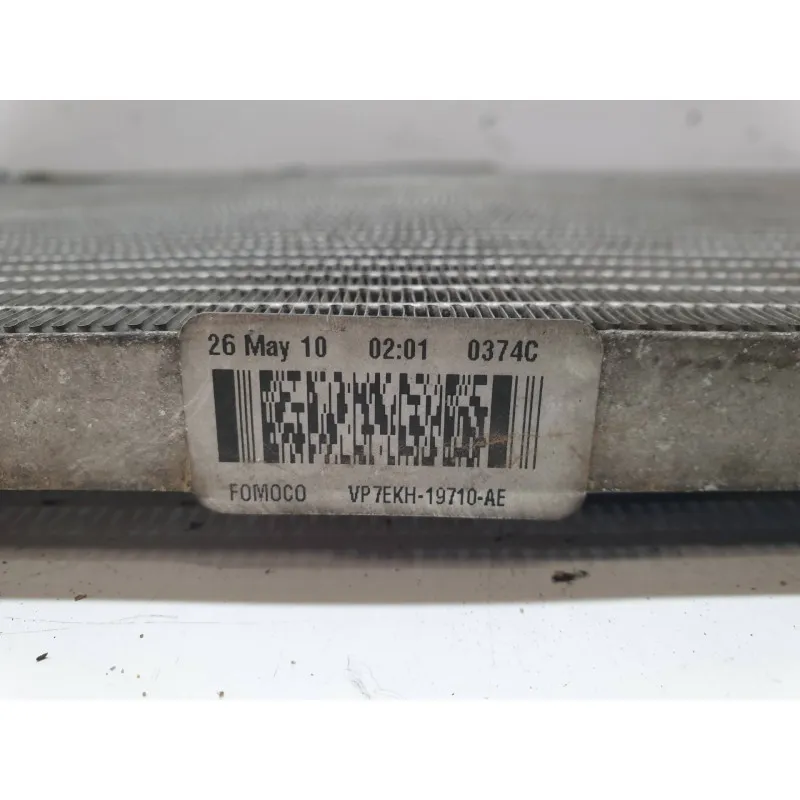 26 May 10 02:01 0374C
FOMOCO VP7EKH-19710-AE